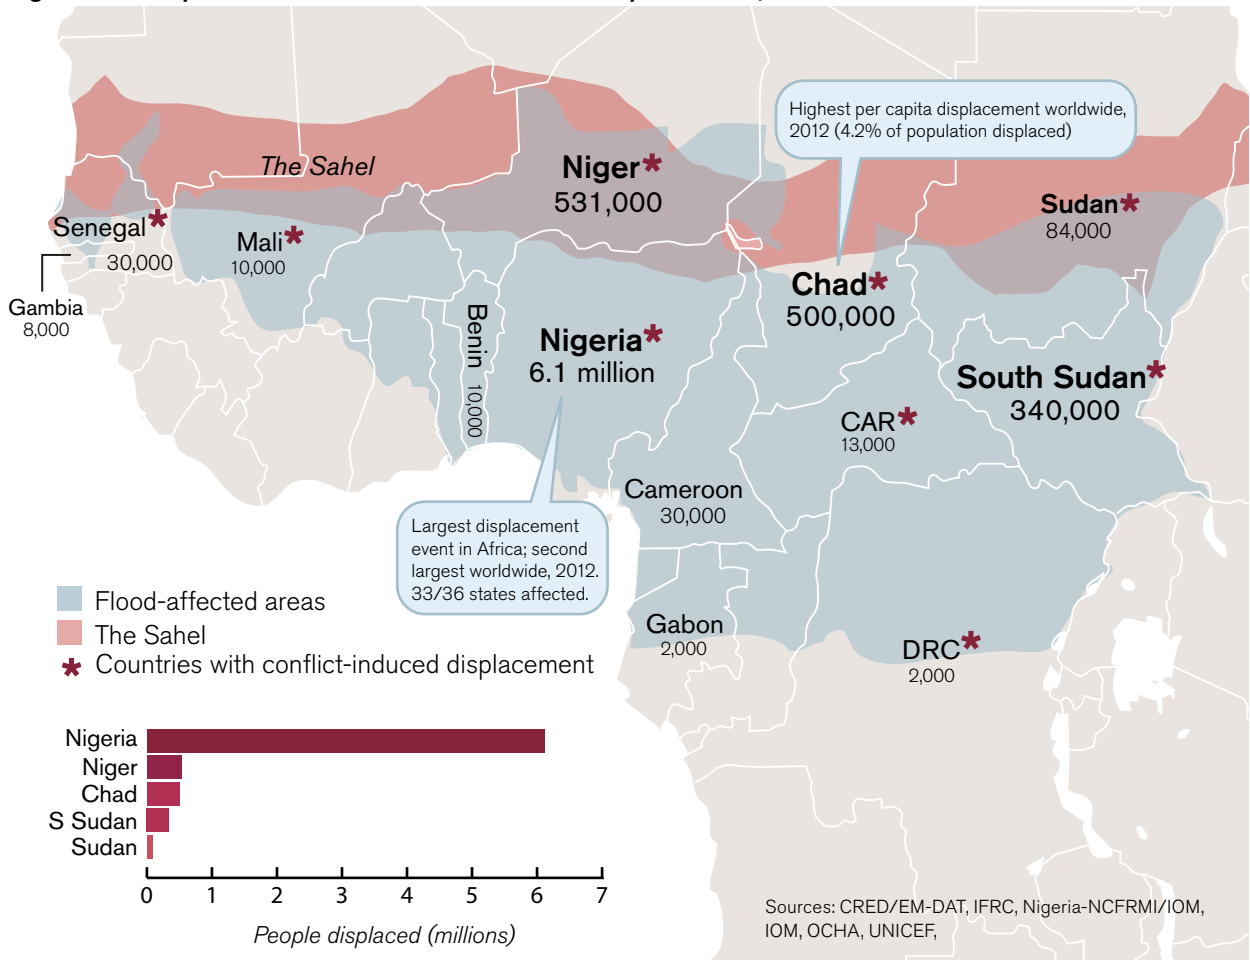 Highest per capita displacement worldwide,
2012 (4.2% of population displaced)
The Sahel
Niger*
531,000
Sudan*
84,000
Senegal*
30,000
Mali*
10,000
Gambia
8,000
Chad*
500,000
Benin 10,000
Nigeria*
6.1 million
South Sudan*
340,000
CAR*
13,000
Cameroon
30,000
Largest displacement
event in Africa; second
largest worldwide, 2012.
33/36 states affected.
Gabon
2,000
DRC*
2,000
Flood-affected areas
The Sahel
* Countries with conflict-induced displacement
Nigeria
Niger
Chad
S Sudan
Sudan
0 1 2 3 4 5 6 7
People displaced (millions)
Sources: CRED/EM-DAT, IFRC, Nigeria-NCFRMI/IOM,
IOM, OCHA, UNICEF,